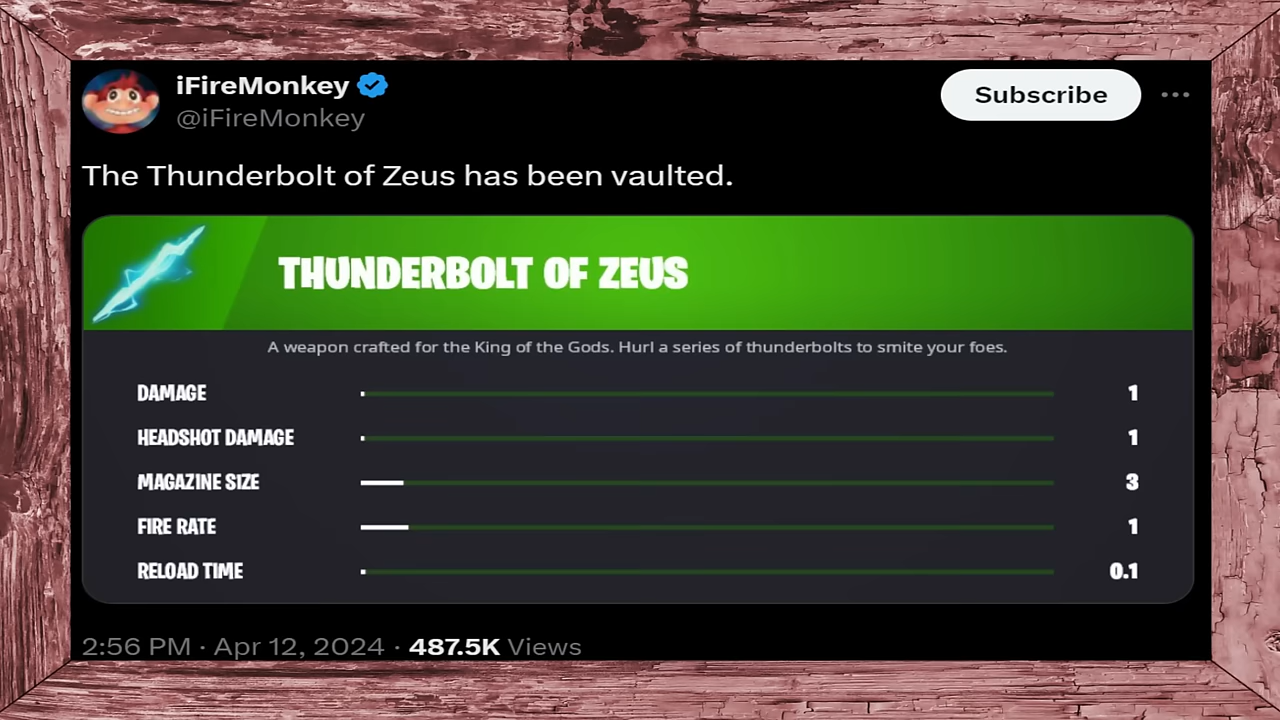 iFireMonkey
@iFireMonkey
Subscribe
The Thunderbolt of Zeus has been vaulted.
THUNDERBOLT OF ZEUS
A weapon crafted for the King of the Gods. Hurl a series of thunderbolts to smite your foes.
DAMAGE 1
HEADSHOT DAMAGE 1
MAGAZINE SIZE 3
FIRE RATE 1
RELOAD TIME 0.1
2:56 PM · Apr 12, 2024 · 487.5K Views